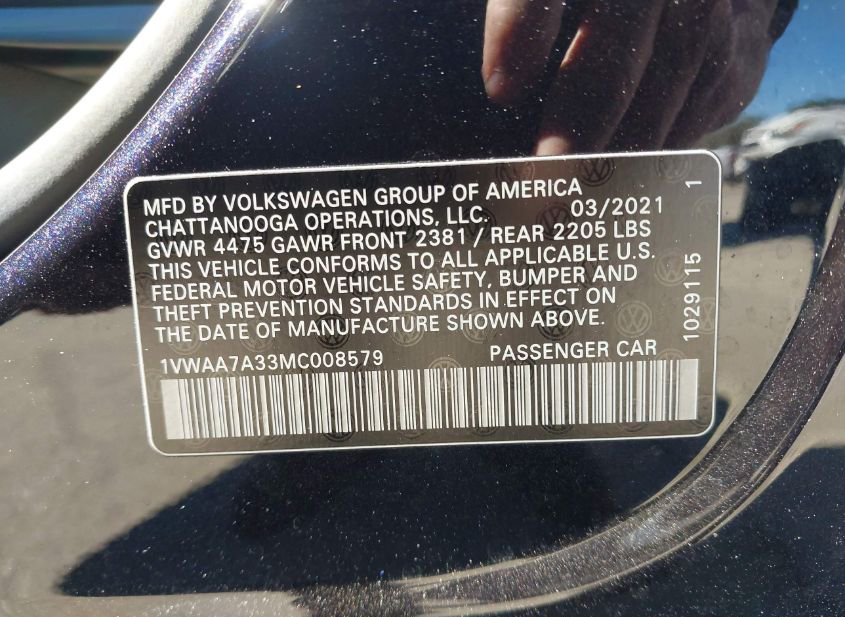 MFD BY VOLKSWAGEN GROUP OF AMERICA
CHATTANOOGA OPERATIONS, LLC. 03/2021
GVWR 4475 GAWR FRONT 2381 / REAR 2205 LBS
THIS VEHICLE CONFORMS TO ALL APPLICABLE U.S.
FEDERAL MOTOR VEHICLE SAFETY, BUMPER AND
THEFT PREVENTION STANDARDS IN EFFECT ON
THE DATE OF MANUFACTURE SHOWN ABOVE.
1VWAA7A33MC008579 PASSENGER CAR
1029115 1